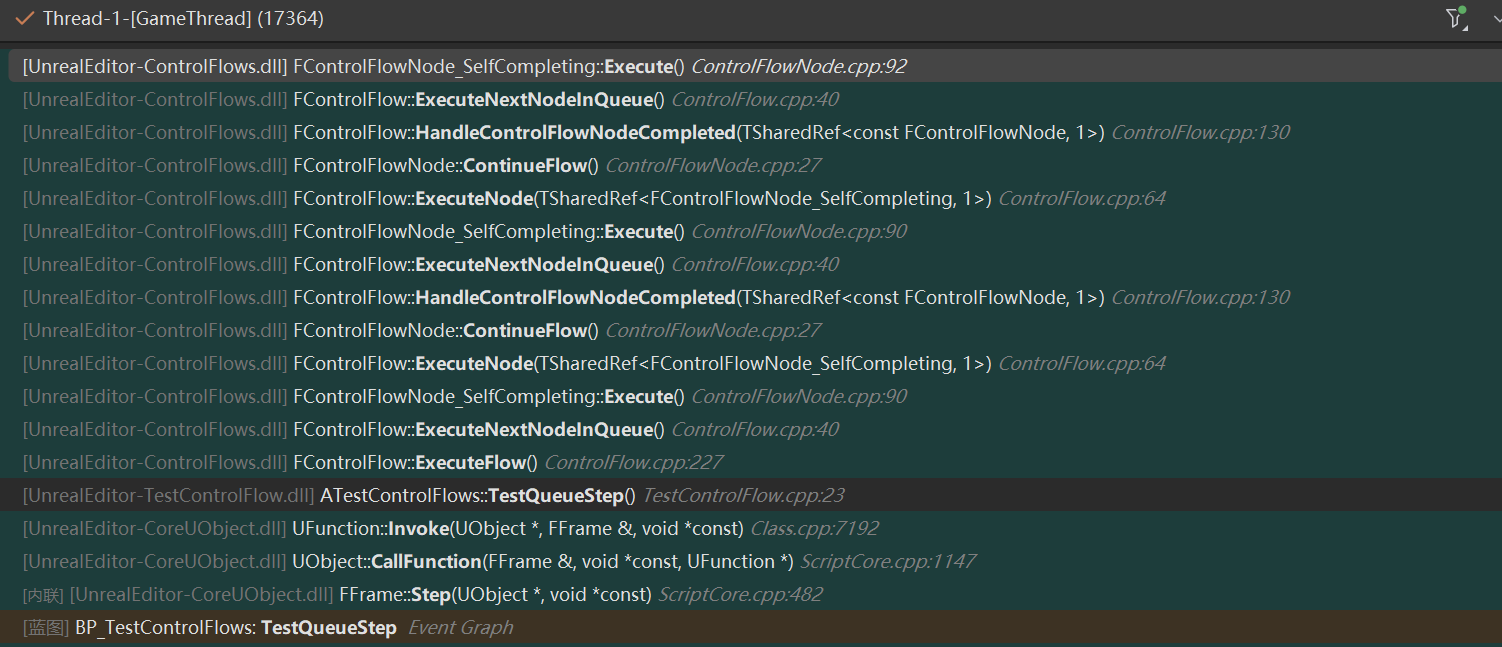 Thread-1-[GameThread] (17364)
[UnrealEditor-ControlFlows.dll] FControlFlowNode_SelfCompleting::Execute() ControlFlowNode.cpp:92
[UnrealEditor-ControlFlows.dll] FControlFlow::ExecuteNextNodeInQueue() ControlFlow.cpp:40
[UnrealEditor-ControlFlows.dll] FControlFlow::HandleControlFlowNodeCompleted(TSharedRef<const FControlFlowNode, 1>) ControlFlow.cpp:130
[UnrealEditor-ControlFlows.dll] FControlFlowNode::ContinueFlow() ControlFlowNode.cpp:27
[UnrealEditor-ControlFlows.dll] FControlFlow::ExecuteNode(TSharedRef<FControlFlowNode_SelfCompleting, 1>) ControlFlow.cpp:64
[UnrealEditor-ControlFlows.dll] FControlFlowNode_SelfCompleting::Execute() ControlFlowNode.cpp:90
[UnrealEditor-ControlFlows.dll] FControlFlow::ExecuteNextNodeInQueue() ControlFlow.cpp:40
[UnrealEditor-ControlFlows.dll] FControlFlow::HandleControlFlowNodeCompleted(TSharedRef<const FControlFlowNode, 1>) ControlFlow.cpp:130
[UnrealEditor-ControlFlows.dll] FControlFlowNode::ContinueFlow() ControlFlowNode.cpp:27
[UnrealEditor-ControlFlows.dll] FControlFlow::ExecuteNode(TSharedRef<FControlFlowNode_SelfCompleting, 1>) ControlFlow.cpp:64
[UnrealEditor-ControlFlows.dll] FControlFlowNode_SelfCompleting::Execute() ControlFlowNode.cpp:90
[UnrealEditor-ControlFlows.dll] FControlFlow::ExecuteNextNodeInQueue() ControlFlow.cpp:40
[UnrealEditor-ControlFlows.dll] FControlFlow::ExecuteFlow() ControlFlow.cpp:227
[UnrealEditor-TestControlFlow.dll] ATestControlFlows::TestQueueStep() TestControlFlow.cpp:23
[UnrealEditor-CoreUObject.dll] UFunction::Invoke(UObject *, FFrame &, void *const) Class.cpp:7192
[UnrealEditor-CoreUObject.dll] UObject::CallFunction(FFrame &, void *const, UFunction *) ScriptCore.cpp:1147
[内联] [UnrealEditor-CoreUObject.dll] FFrame::Step(UObject *, void *const) ScriptCore.cpp:482
[蓝图] BP_TestControlFlows: TestQueueStep Event Graph